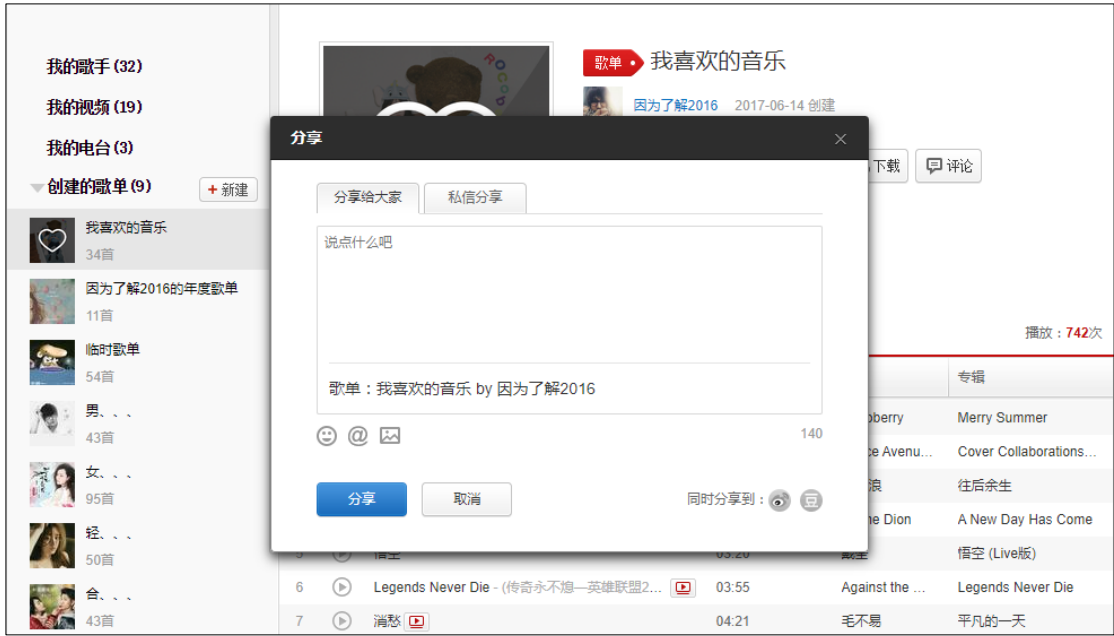 我的歌手(32)
我的视频(19)
我的电台(3)
创建的歌单(9)
+ 新建
我喜欢的音乐
34首
因为了解2016的年度歌单
11首
临时歌单
54首
男、、、
43首
女、、、
95首
轻、、、
50首
合、、、
43首
ROCOP
歌单
我喜欢的音乐
因为了解2016 2017-06-14 创建
下载
评论
分享
×
分享给大家
私信分享
说点什么吧
歌单：我喜欢的音乐 by 因为了解2016
@
140
分享
取消
同时分享到：
豆
播放：742次
专辑
Merry Summer
ce Avenu... Cover Collaborations...
浪 往后余生
ne Dion A New Day Has Come
悟空 (Live版)
6 Legends Never Die - (传奇永不熄—英雄联盟2... 03:55 Against the ... Legends Never Die
7 消愁 04:21 毛不易 平凡的一天